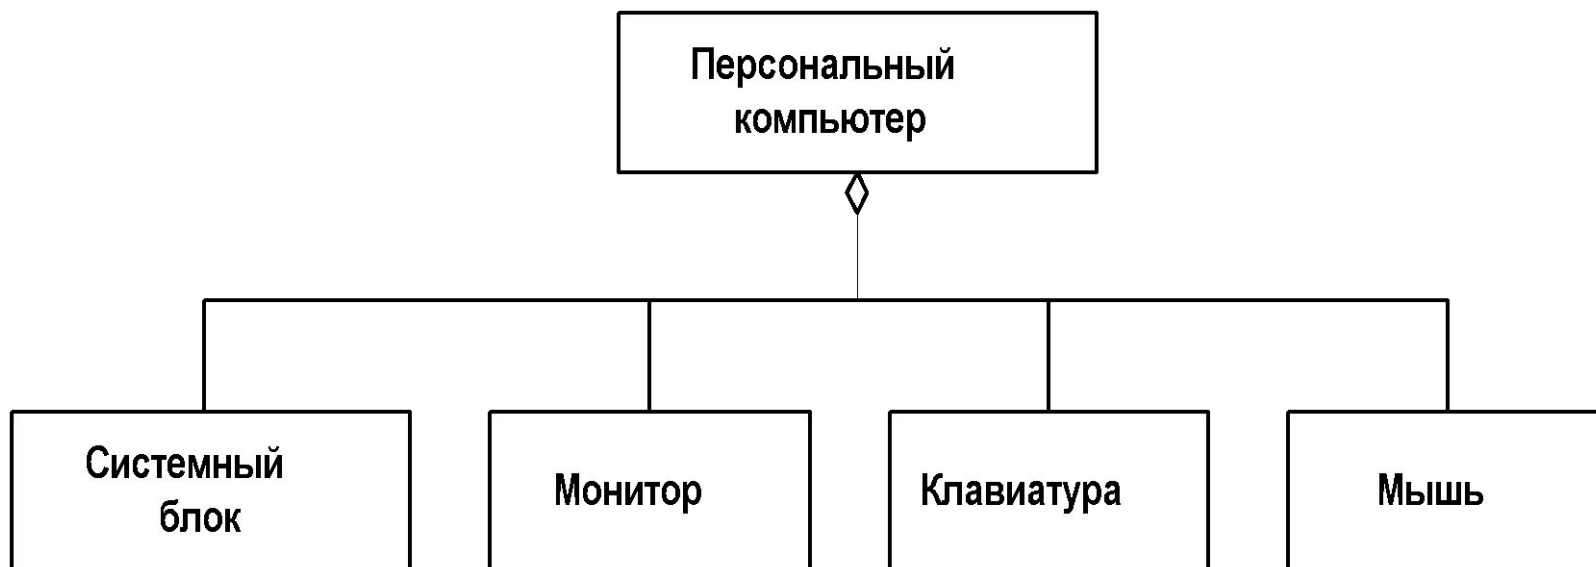 Персональный
компьютер
Системный
блок
Монитор
Клавиатура
Мышь